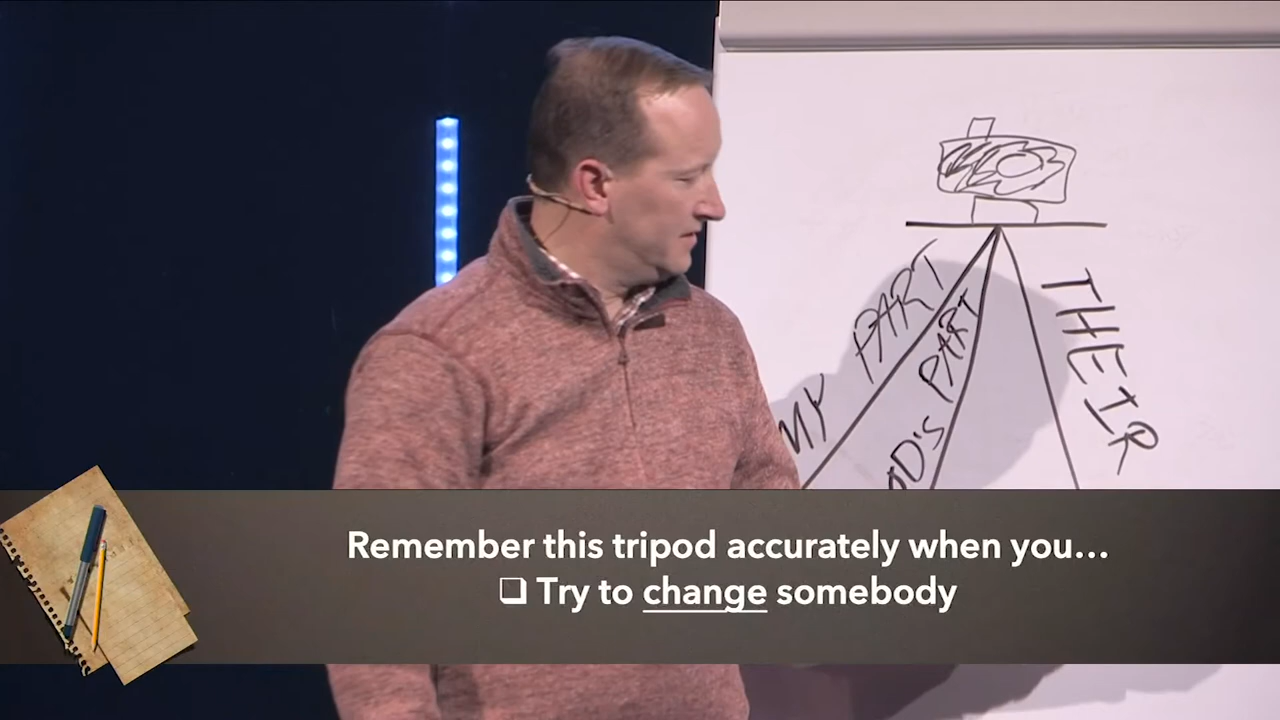 MY PART
GOD'S PART
THEIR
Remember this tripod accurately when you...
❏ Try to change somebody